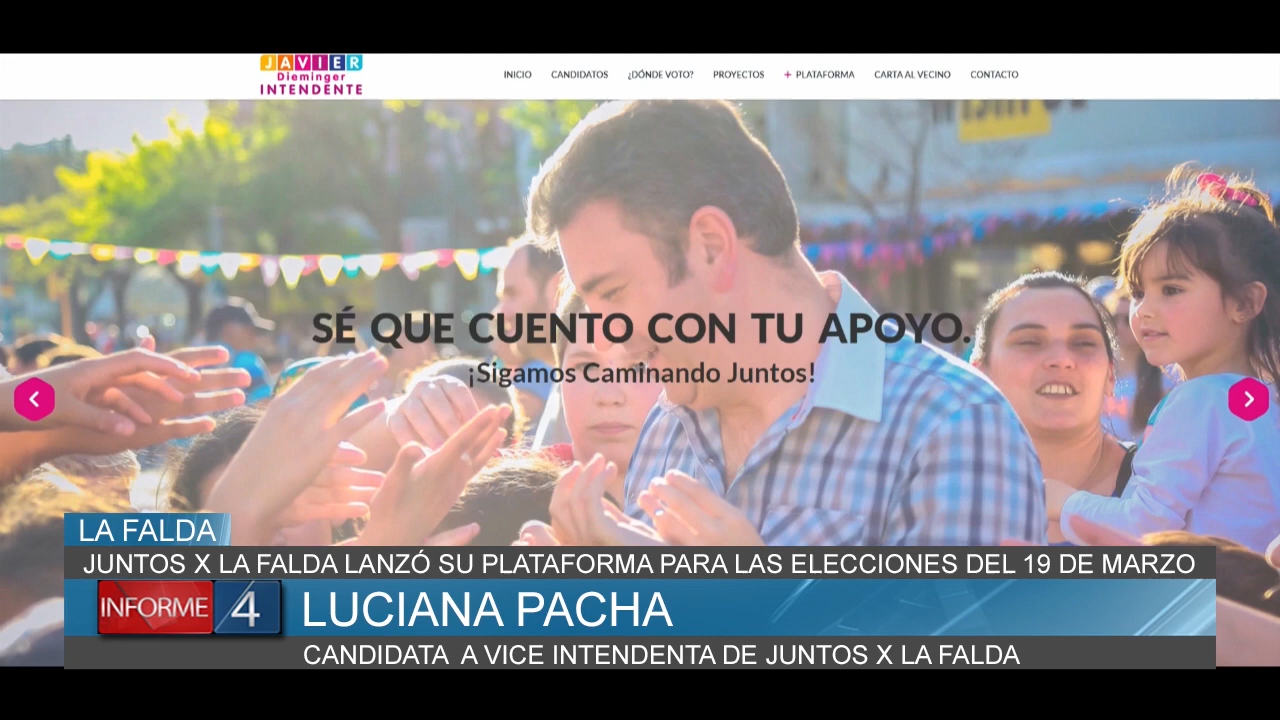 JAVIER
Dieminger
INTENDENTE
INICIO CANDIDATOS ¿DÓNDE VOTO? PROYECTOS + PLATAFORMA CARTA AL VECINO CONTACTO
SÉ QUE CUENTO CON TU APOYO.
¡Sigamos Caminando Juntos!
LA FALDA
JUNTOS X LA FALDA LANZÓ SU PLATAFORMA PARA LAS ELECCIONES DEL 19 DE MARZO
INFORME 4 LUCIANA PACHA
CANDIDATA A VICE INTENDENTA DE JUNTOS X LA FALDA